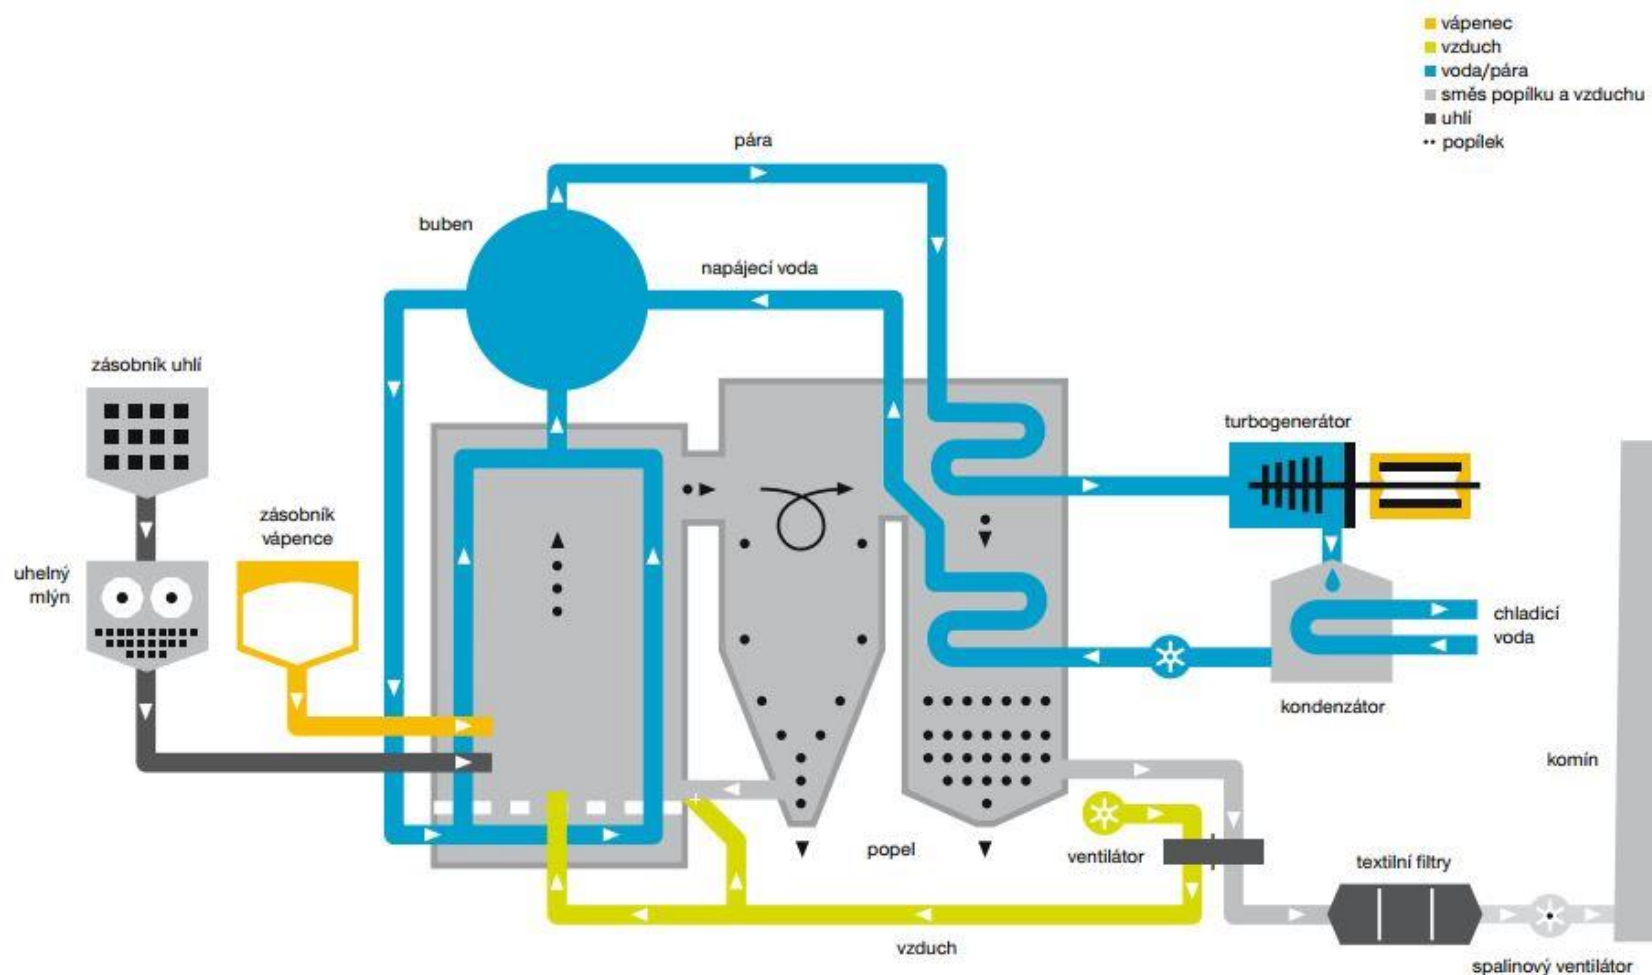 vápenec
vzduch
voda/pára
směs popílku a vzduchu
uhlí
popílek
pára
buben
napájecí voda
zásobník uhlí
turbogenerátor
zásobník
vápence
uhelný
mlýn
chladicí
voda
kondenzátor
komín
popel
ventilátor
textilní filtry
vzduch
spalinový ventilátor